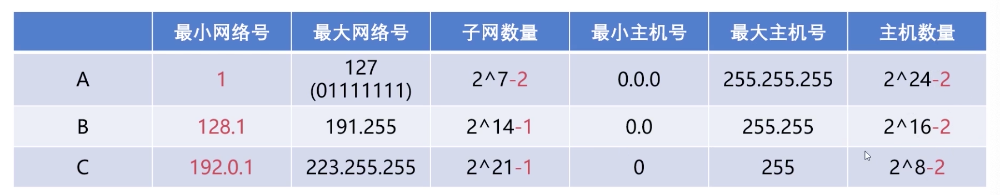 最小网络号 最大网络号 子网数量 最小主机号 最大主机号 主机数量
A 1 127 (01111111) 2^7-2 0.0.0 255.255.255 2^24-2
B 128.1 191.255 2^14-1 0.0 255.255 2^16-2
C 192.0.1 223.255.255 2^21-1 0 255 2^8-2